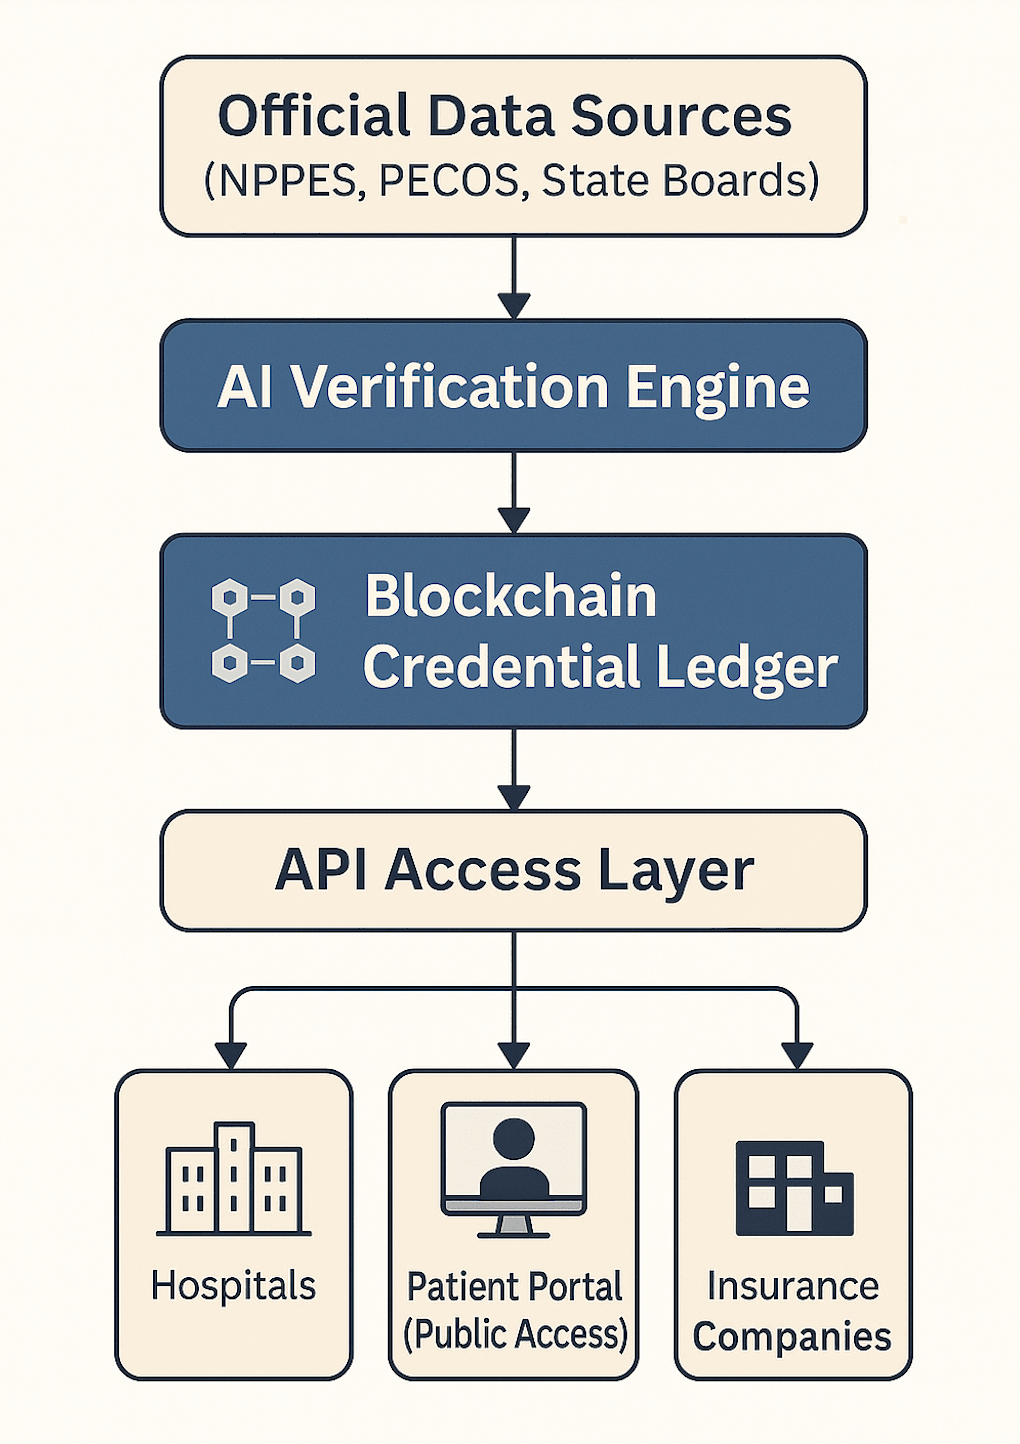 Official Data Sources
(NPPES, PECOS, State Boards)
AI Verification Engine
Blockchain
Credential Ledger
API Access Layer
Hospitals
Patient Portal
(Public Access)
Insurance
Companies